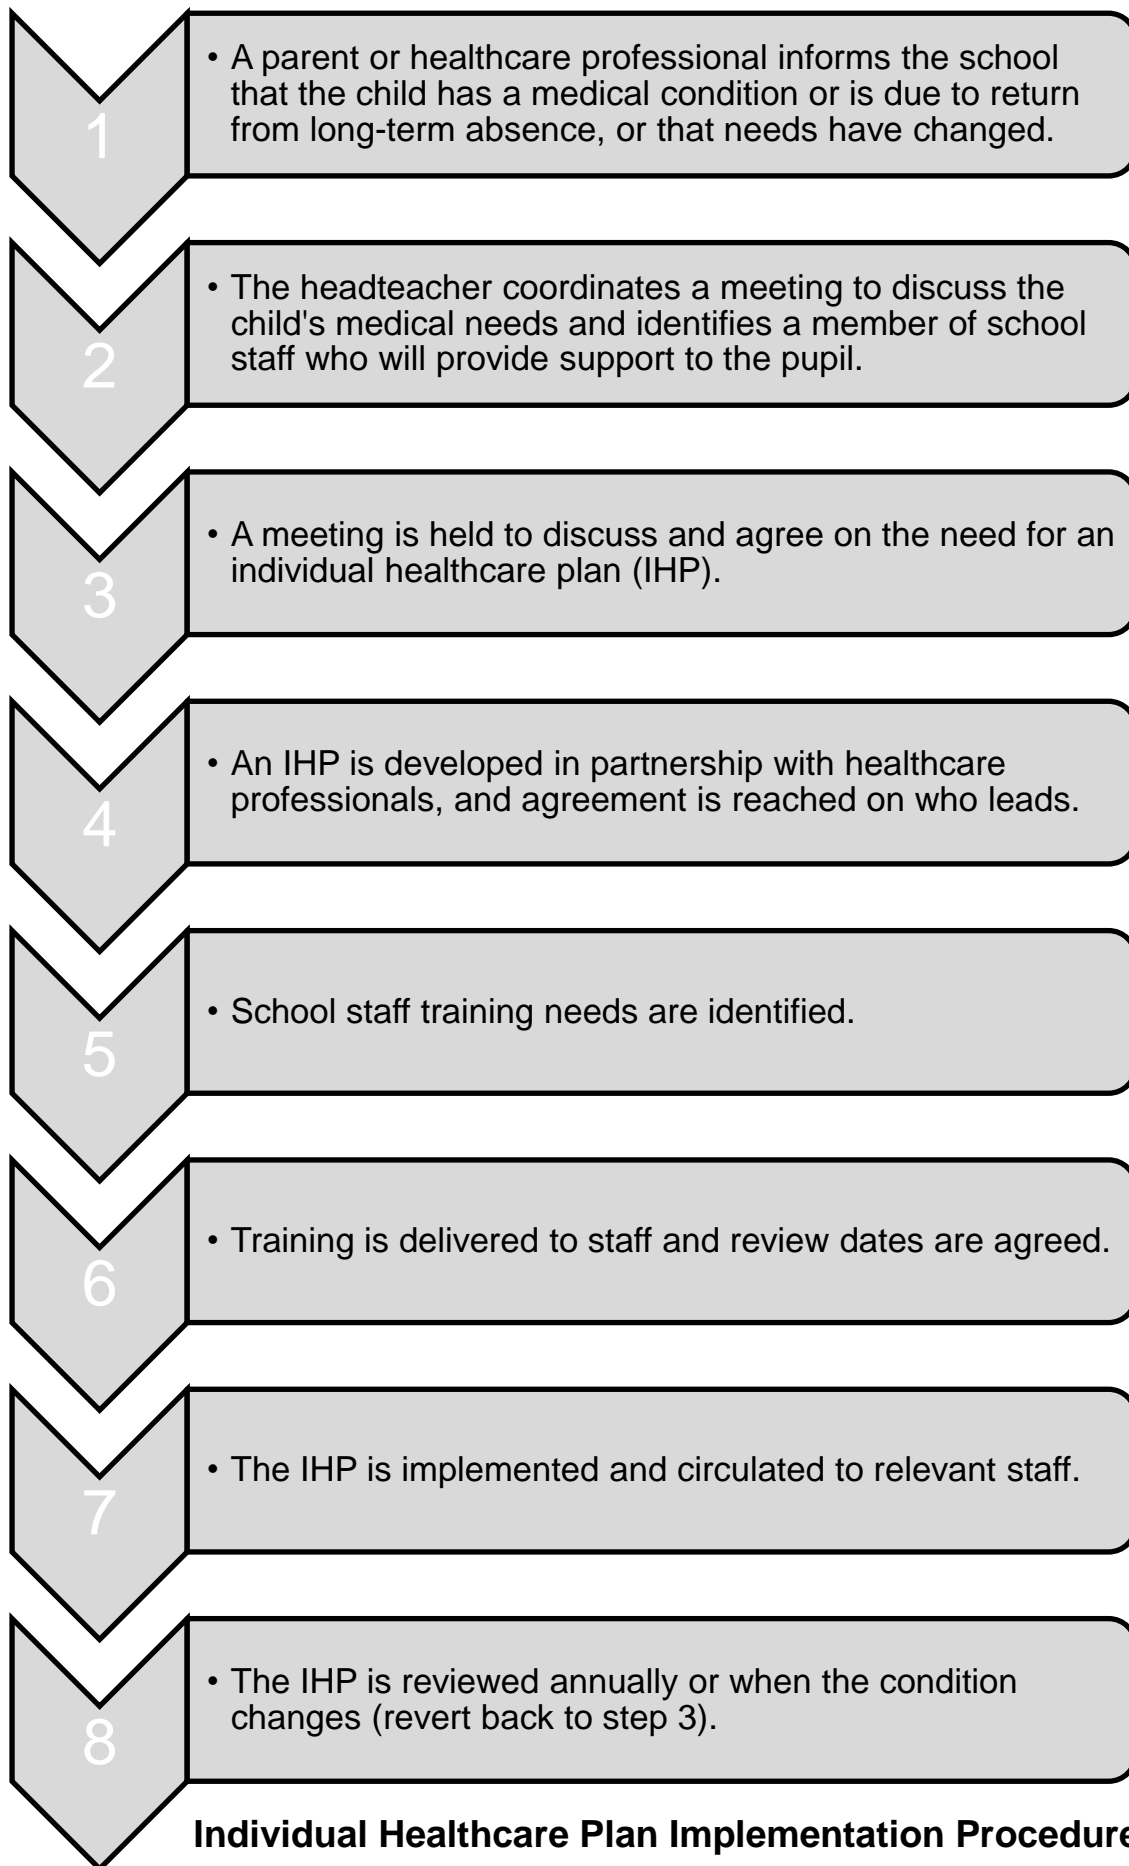 1
• A parent or healthcare professional informs the school
that the child has a medical condition or is due to return
from long-term absence, or that needs have changed.
2
• The headteacher coordinates a meeting to discuss the
child's medical needs and identifies a member of school
staff who will provide support to the pupil.
3
• A meeting is held to discuss and agree on the need for an
individual healthcare plan (IHP).
4
• An IHP is developed in partnership with healthcare
professionals, and agreement is reached on who leads.
5
• School staff training needs are identified.
6
• Training is delivered to staff and review dates are agreed.
7
• The IHP is implemented and circulated to relevant staff.
8
• The IHP is reviewed annually or when the condition
changes (revert back to step 3).
Individual Healthcare Plan Implementation Procedure